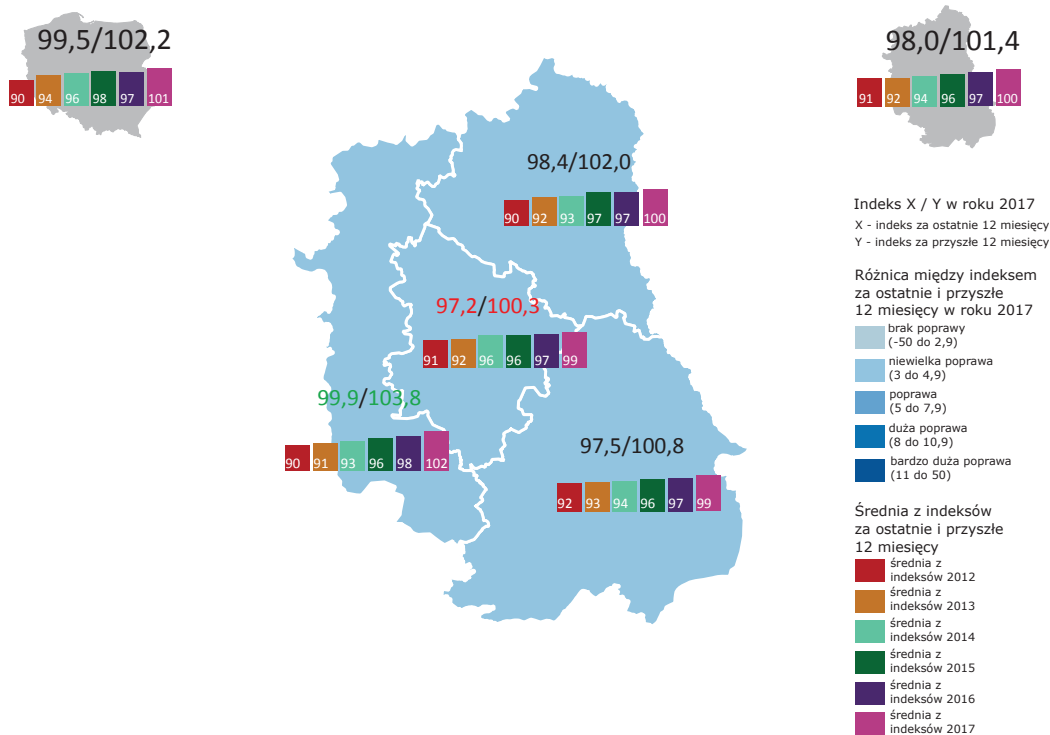 99,5/102,2
90 94 96 98 97 101
98,0/101,4
91 92 94 96 97 100
98,4/102,0
90 92 93 97 97 100
97,2/100,3
91 92 96 96 97 99
99,9/103,8
90 91 93 96 98 102
97,5/100,8
92 93 94 96 97 99
Indeks X / Y w roku 2017
X - indeks za ostatnie 12 miesięcy
Y - indeks za przyszłe 12 miesięcy
Różnica między indeksem
za ostatnie i przyszłe
12 miesięcy w roku 2017
brak poprawy
(-50 do 2,9)
niewielka poprawa
(3 do 4,9)
poprawa
(5 do 7,9)
duża poprawa
(8 do 10,9)
bardzo duża poprawa
(11 do 50)
Średnia z indeksów
za ostatnie i przyszłe
12 miesięcy
średnia z
indeksów 2012
średnia z
indeksów 2013
średnia z
indeksów 2014
średnia z
indeksów 2015
średnia z
indeksów 2016
średnia z
indeksów 2017